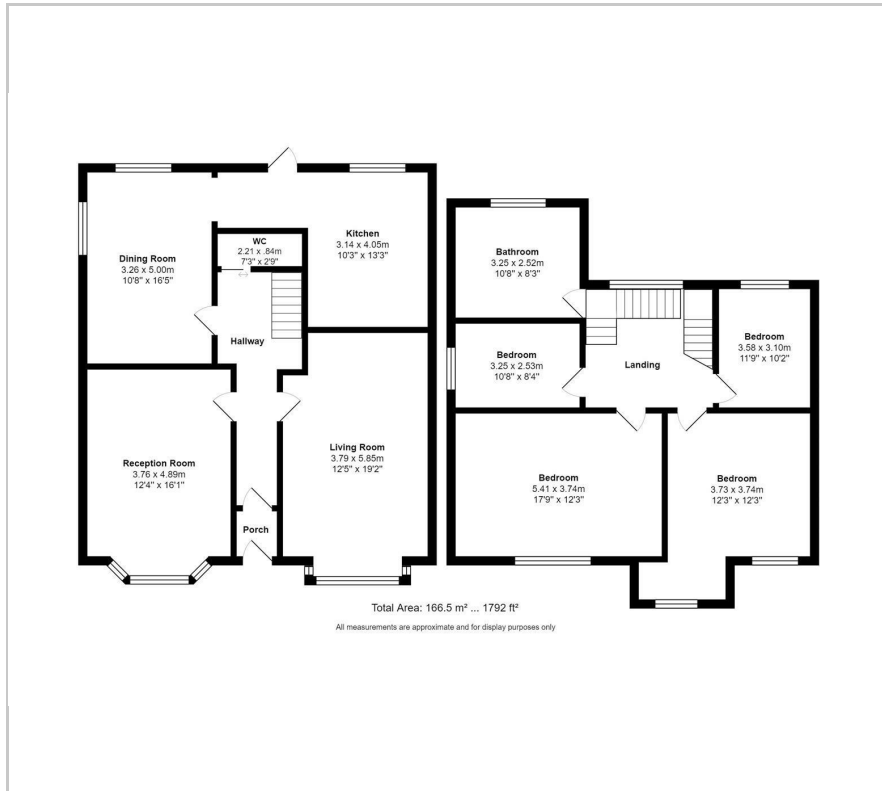 Dining Room
3.26 x 5.00m
10'8" x 16'5"
WC
2.21 x .84m
7'3" x 2'9"
Kitchen
3.14 x 4.05m
10'3" x 13'3"
Hallway
Reception Room
3.76 x 4.89m
12'4" x 16'1"
Living Room
3.79 x 5.85m
12'5" x 19'2"
Porch
Bathroom
3.25 x 2.52m
10'8" x 8'3"
Bedroom
3.25 x 2.53m
10'8" x 8'4"
Landing
Bedroom
3.58 x 3.10m
11'9" x 10'2"
Bedroom
5.41 x 3.74m
17'9" x 12'3"
Bedroom
3.73 x 3.74m
12'3" x 12'3"
Total Area: 166.5 m² ... 1792 ft²
All measurements are approximate and for display purposes only